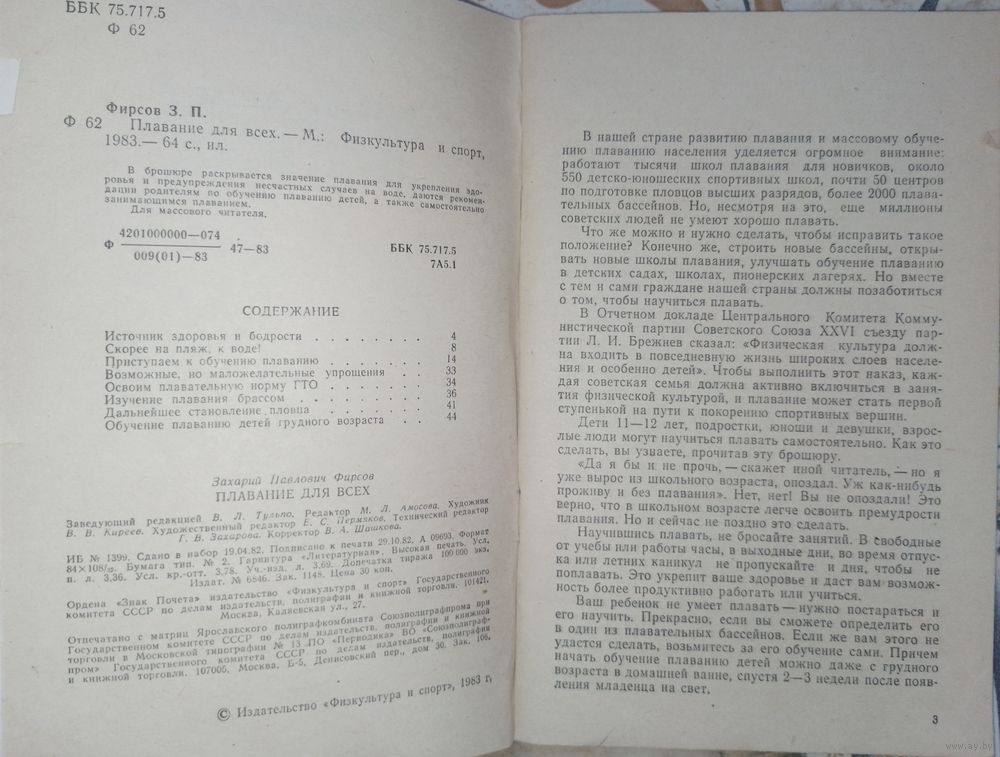 ББК 75.717.5
Ф 62
Фирсов З. П.
Ф 62 Плавание для всех. — М.: Физкультура и спорт,
1983.— 64 с., ил.
В брошюре раскрывается значение плавания для укрепления здо-
ровья и предупреждения несчастных случаев на воде, даются рекомен-
дации родителям по обучению плаванию детей, а также самостоятельно
занимающимся плаванием.
Для массового читателя.
Ф 4201000000—074 / 009(01)—83 47—83
ББК 75.717.5
7А5.1
СОДЕРЖАНИЕ
Источник здоровья и бодрости . . . . . . . . 4
Скорее на пляж, к воде! 8
Приступаем к обучению плаванию . . . . . . . 14
Возможные, но маложелательные упрощения . . . 33
Освоим плавательную норму ГТО . . . . . . . 34
Изучение плавания брассом . . . . . . . . . 36
Дальнейшее становление пловца . . . . . . . 41
Обучение плаванию детей грудного возраста . . 44
Захарий Павлович Фирсов
ПЛАВАНИЕ ДЛЯ ВСЕХ
Заведующий редакцией В. Л. Тульпо. Редактор М. Л. Амосова. Художник
В. В. Киреев. Художественный редактор Е. С. Пермяков. Технический редактор
Г. В. Захарова. Корректор В. А. Шашкова.
ИБ № 1399. Сдано в набор 19.04.82. Подписано к печати 29.10.82. А 09693. Формат
84×108/32. Бумага тип. № 2. Гарнитура «Литературная». Высокая печать. Усл.
п. л. 3,36. Усл. кр.-отт. 3,78. Уч.-изд. л. 3,69. Допечатка тиража 100 000 экз.
Издат. № 6846. Зак. 1148. Цена 30 коп.
Ордена «Знак Почета» издательство «Физкультура и спорт» Государственного
комитета СССР по делам издательств, полиграфии и книжной торговли. 101421,
Москва, Каляевская ул., 27.
Отпечатано с матриц Ярославского полиграфкомбината Союзполиграфпрома при
Государственном комитете СССР по делам издательств, полиграфии и книжной
торговли в Московской типографии № 13 ПО «Периодика» ВО «Союзполиграф-
пром» Государственного комитета СССР по делам издательств, полиграфии
и книжной торговли. 107005, Москва, Б-5, Денисовский пер., дом 30. Зак. 106.
© Издательство «Физкультура и спорт», 1983 г.
В нашей стране развитию плавания и массовому обуче-
нию плаванию населения уделяется огромное внимание:
работают тысячи школ плавания для новичков, около
550 детско-юношеских спортивных школ, почти 50 центров
по подготовке пловцов высших разрядов, более 2000 плава-
тельных бассейнов. Но, несмотря на это, еще миллионы
советских людей не умеют хорошо плавать.
Что же можно и нужно сделать, чтобы исправить такое
положение? Конечно же, строить новые бассейны, откры-
вать новые школы плавания, улучшать обучение плаванию
в детских садах, школах, пионерских лагерях. Но вместе
с тем и сами граждане нашей страны должны позаботиться
о том, чтобы научиться плавать.
В Отчетном докладе Центрального Комитета Комму-
нистической партии Советского Союза XXVI съезду пар-
тии Л. И. Брежнев сказал: «Физическая культура долж-
на входить в повседневную жизнь широких слоев населе-
ния и особенно детей». Чтобы выполнить этот наказ, каж-
дая советская семья должна активно включиться в заня-
тия физической культурой, и плавание может стать первой
ступенькой на пути к покорению спортивных вершин.
Дети 11—12 лет, подростки, юноши и девушки, взрос-
лые люди могут научиться плавать самостоятельно. Как это
сделать, вы узнаете, прочитав эту брошюру.
«Да я бы и не прочь, — скажет иной читатель, — но я
уже вырос из школьного возраста, опоздал. Уж как-нибудь
проживу и без плавания». Нет, нет! Вы не опоздали! Это
верно, что в школьном возрасте легче освоить премудрости
плавания. Но и сейчас не поздно это сделать.
Научившись плавать, не бросайте занятий. В свободные
от учебы или работы часы, в выходные дни, во время отпус-
ка или летних каникул не пропускайте и дня, чтобы не
поплавать. Это укрепит ваше здоровье и даст вам возмож-
ность более продуктивно работать или учиться.
Ваш ребенок не умеет плавать — нужно постараться и
его научить. Прекрасно, если вы сможете определить его
в один из плавательных бассейнов. Если же вам этого не
удастся сделать, возьмитесь за его обучение сами. Причем
начать обучение плаванию детей можно даже с грудного
возраста в домашней ванне, спустя 2—3 недели после появ-
ления младенца на свет.
3
www.ay.by